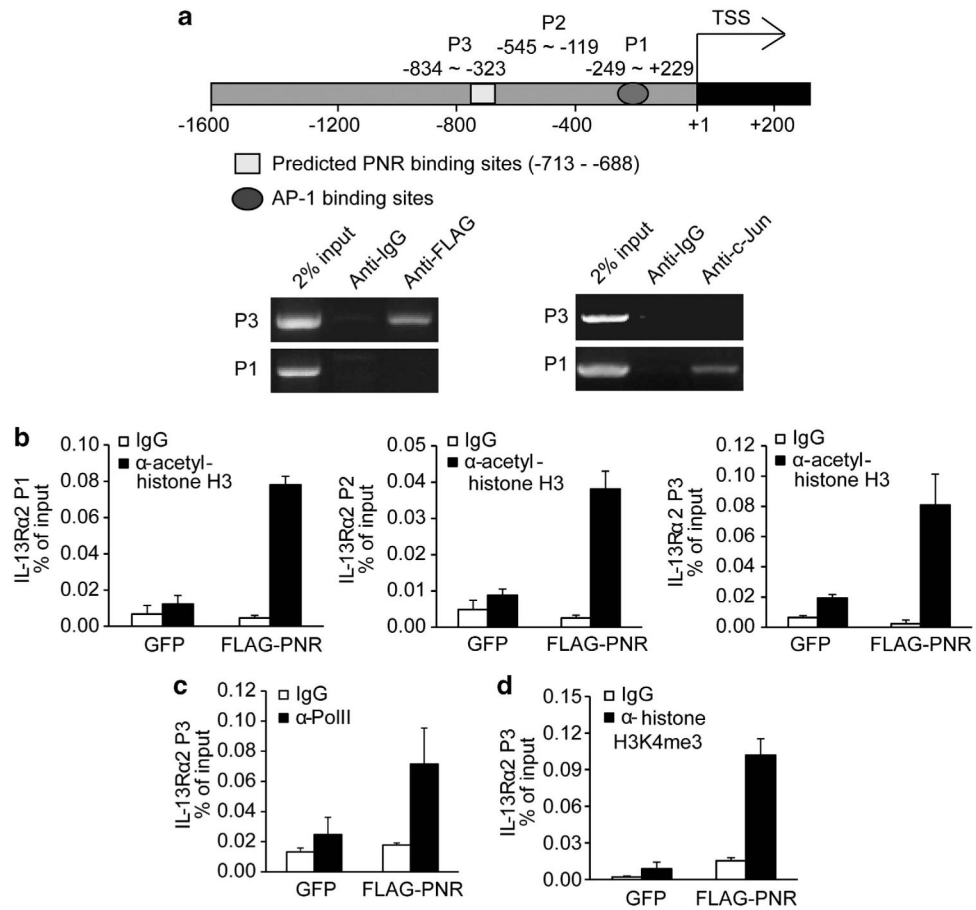 a
TSS
P2
P3
-545 ~ -119
P1
-834 ~ -323
-249 ~ +229
-1600
-1200
-800
-400
+1
+200
Predicted PNR binding sites (-713 - -688)
AP-1 binding sites
2% input
Anti-IgG
Anti-FLAG
P3
P1
2% input
Anti-IgG
Anti-c-Jun
P3
P1
b
IL-13Rα2 P1
% of input
0.10
0.08
0.06
0.04
0.02
0.00
IgG
α-acetyl-
histone H3
GFP
FLAG-PNR
IL-13Rα2 P2
% of input
0.05
0.04
0.03
0.02
0.01
0.00
IgG
α-acetyl-
histone H3
GFP
FLAG-PNR
IL-13Rα2 P3
% of input
0.12
0.10
0.08
0.06
0.04
0.02
0.00
IgG
α-acetyl-
histone H3
GFP
FLAG-PNR
c
IL-13Rα2 P3
% of input
0.12
0.10
0.08
0.06
0.04
0.02
0.00
IgG
α-PolII
GFP
FLAG-PNR
d
IL-13Rα2 P3
% of input
0.15
0.12
0.09
0.06
0.03
0.00
IgG
α- histone
H3K4me3
GFP
FLAG-PNR